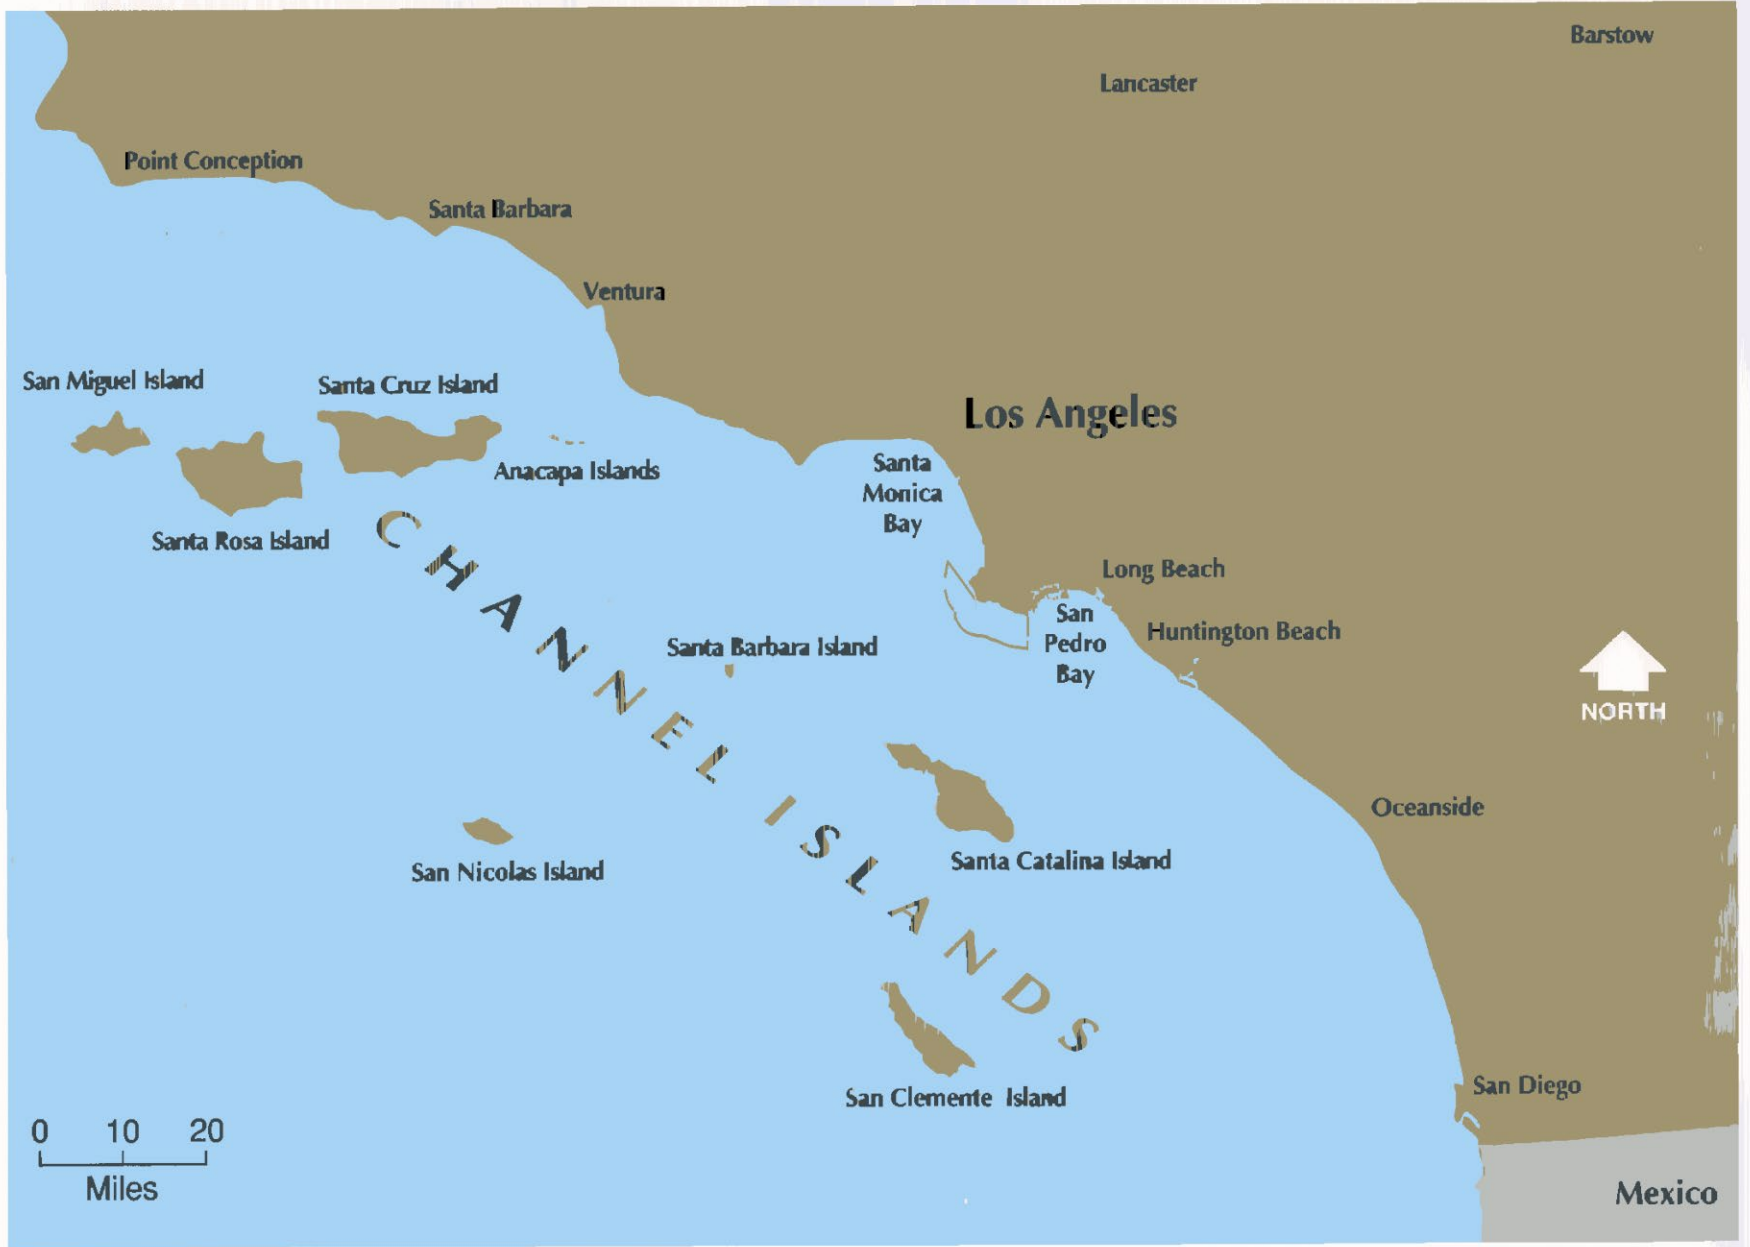 Barstow
Lancaster
Point Conception
Santa Barbara
Ventura
San Miguel Island
Santa Cruz Island
Los Angeles
Santa
Monica
Bay
Anacapa Islands
Santa Rosa Island
CHANNEL ISLANDS
Long Beach
San
Pedro
Bay
Huntington Beach
Santa Barbara Island
NORTH
Oceanside
Santa Catalina Island
San Nicolas Island
San Diego
San Clemente Island
0 10 20
Miles
Mexico